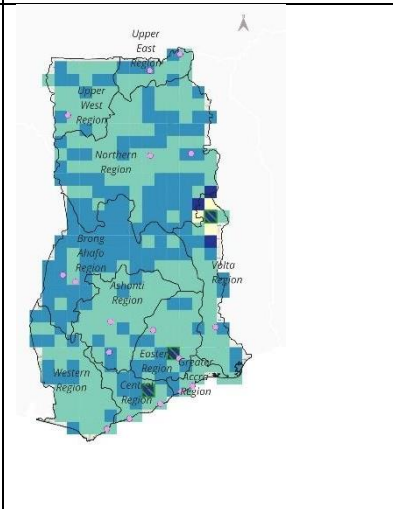 Upper
East
Region
Upper
West
Region
Northern
Region
Brong
Ahafo
Region
Volta
Region
Ashanti
Region
Eastern
Region
Greater
Accra
Region
Western
Region
Region